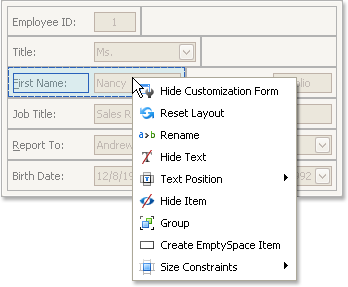 Employee ID: 1
Title: Ms.
First Name: Nancy
Hide Customization Form
Job Title: Sales R
Reset Layout
Rename
Report To: Andrew
Hide Text
Text Position
Birth Date: 12/8/19
Hide Item
Group
Create EmptySpace Item
Size Constraints